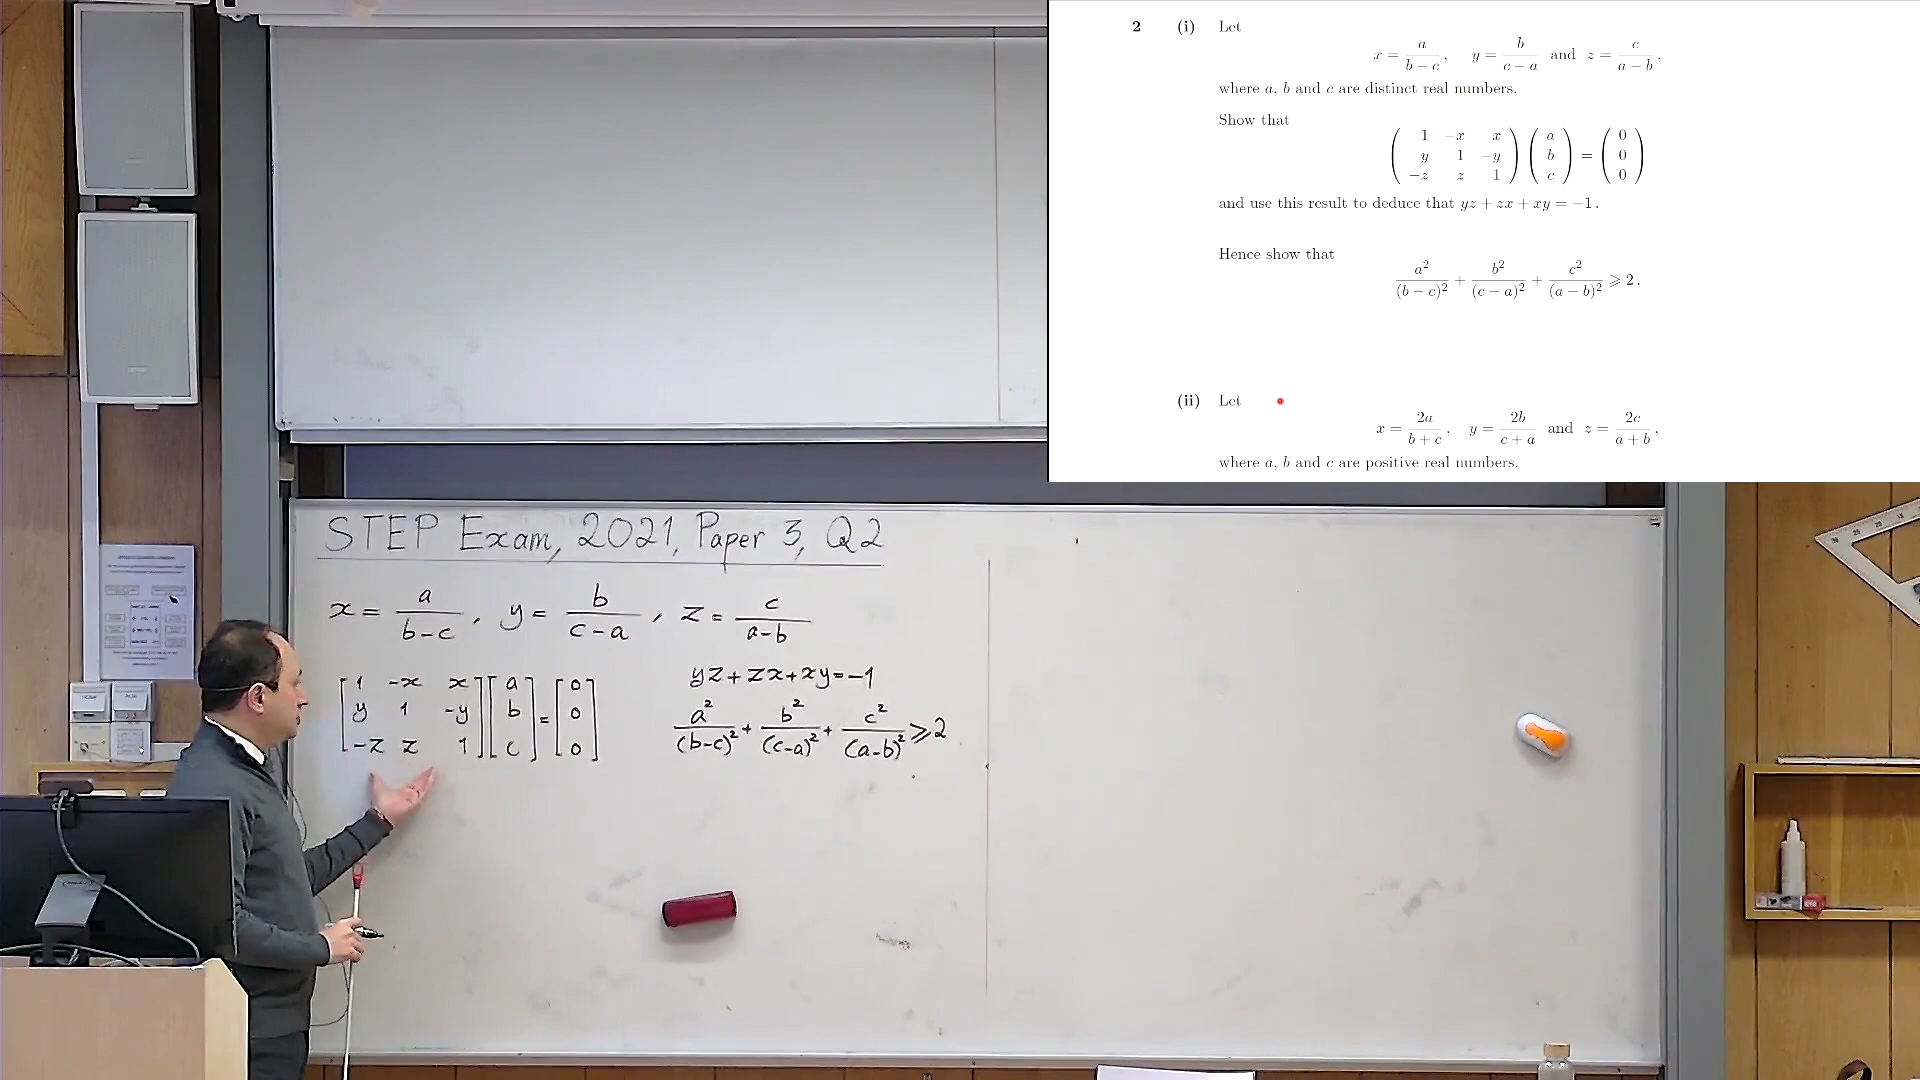 2 (i) Let
x = a/(b − c), y = b/(c − a) and z = c/(a − b).
where a, b and c are distinct real numbers.
Show that
( 1 −x x ) ( a ) ( 0 )
( y 1 −y ) ( b ) = ( 0 )
( −z z 1 ) ( c ) ( 0 )
and use this result to deduce that yz + zx + xy = −1.
Hence show that
a²/(b − c)² + b²/(c − a)² + c²/(a − b)² ⩾ 2.
(ii) Let
x = 2a/(b + c), y = 2b/(c + a) and z = 2c/(a + b),
where a, b and c are positive real numbers.
STEP Exam, 2021, Paper 3, Q2
x = a/(b-c), y = b/(c-a), z = c/(a-b)
[ 1 -x x ] [ a ] [ 0 ]
[ y 1 -y ] [ b ] = [ 0 ]
[ -z z 1 ] [ c ] [ 0 ]
yz+zx+xy=-1
a²/(b-c)² + b²/(c-a)² + c²/(a-b)² ⩾ 2